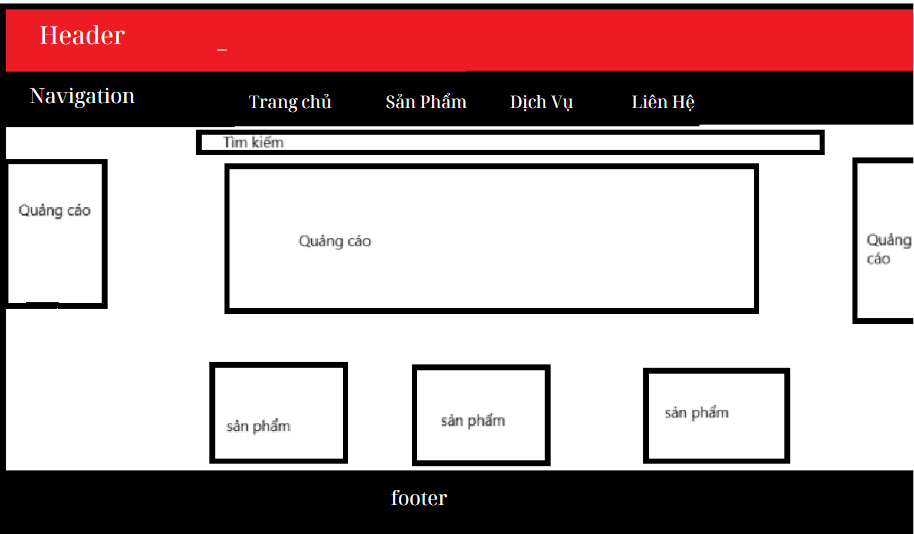 Header
Navigation
Trang chủ
Sản Phẩm
Dịch Vụ
Liên Hệ
Tìm kiếm
Quảng cáo
Quảng cáo
Quảng
cáo
sản phẩm
sản phẩm
sản phẩm
footer